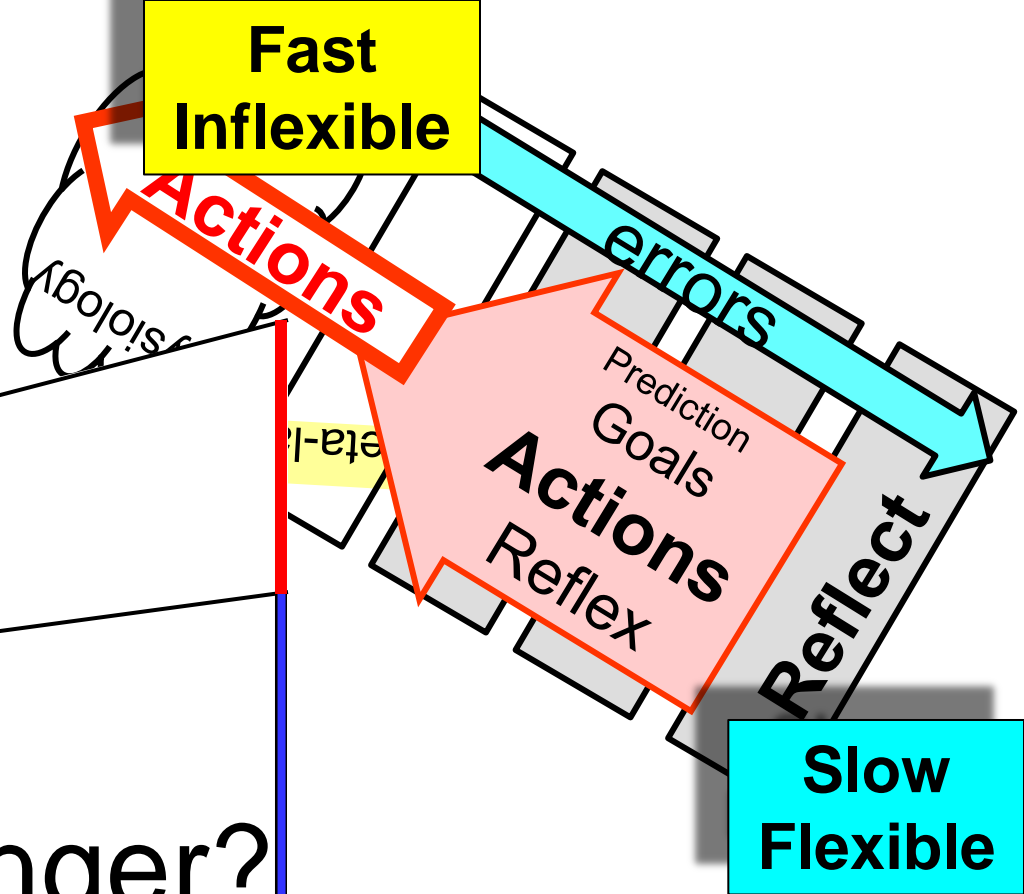 Fast
Inflexible
Actions
errors
Prediction
Goals
Actions
Reflex
Reflect
Slow
Flexible